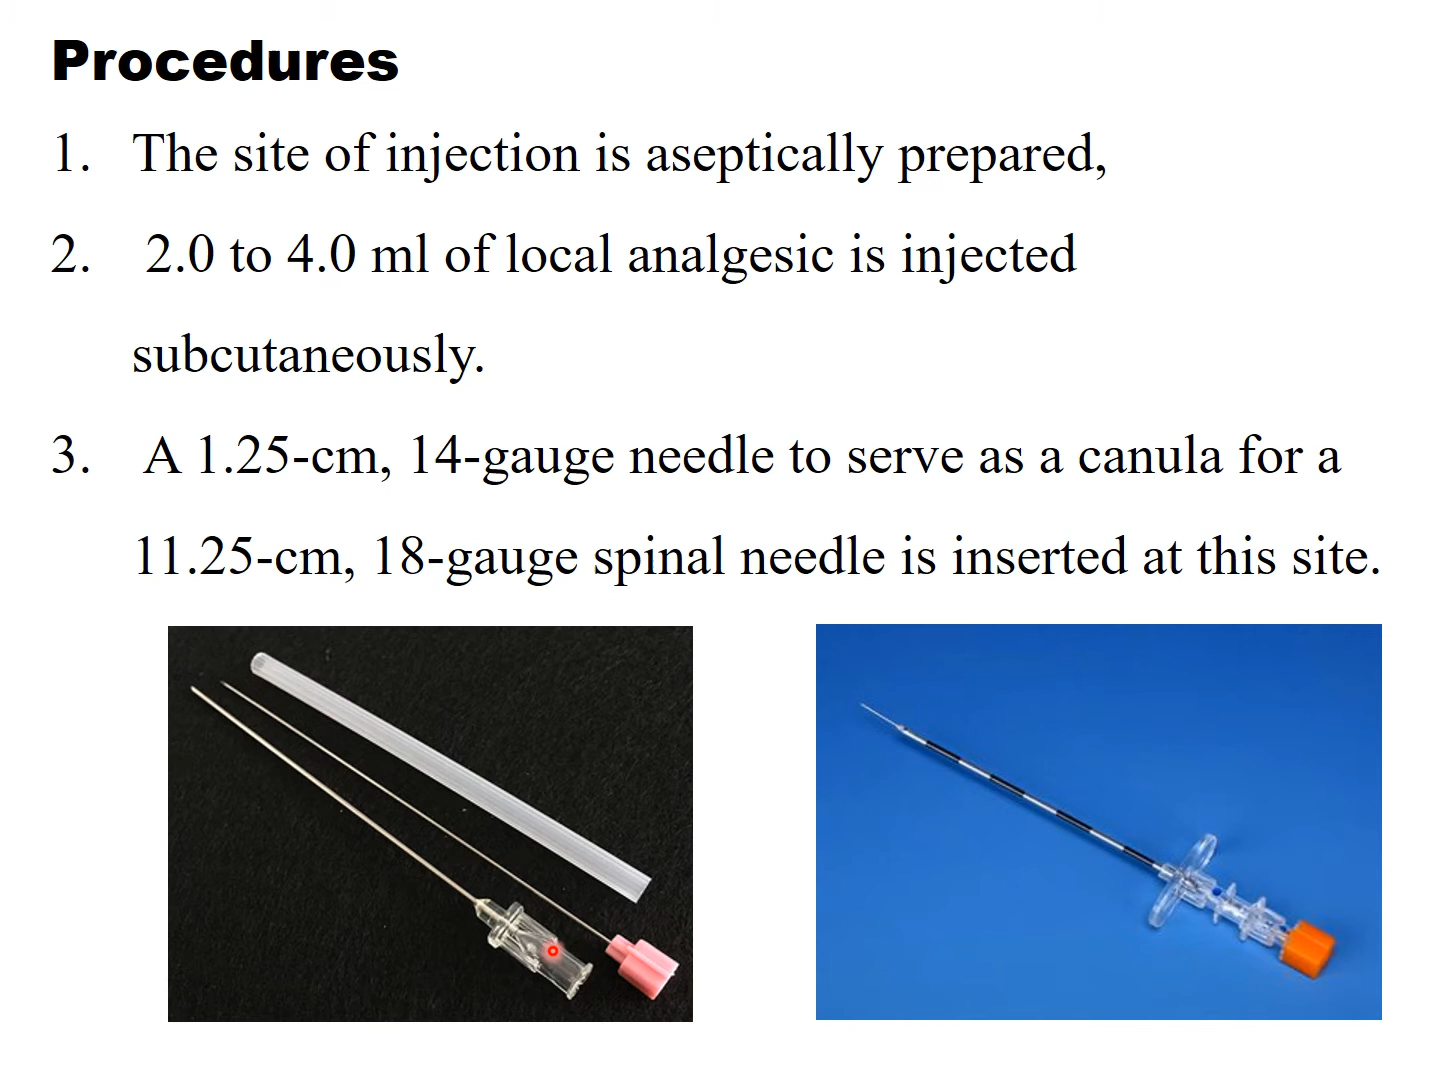 Procedures
1. The site of injection is aseptically prepared,
2. 2.0 to 4.0 ml of local analgesic is injected
subcutaneously.
3. A 1.25-cm, 14-gauge needle to serve as a canula for a
11.25-cm, 18-gauge spinal needle is inserted at this site.